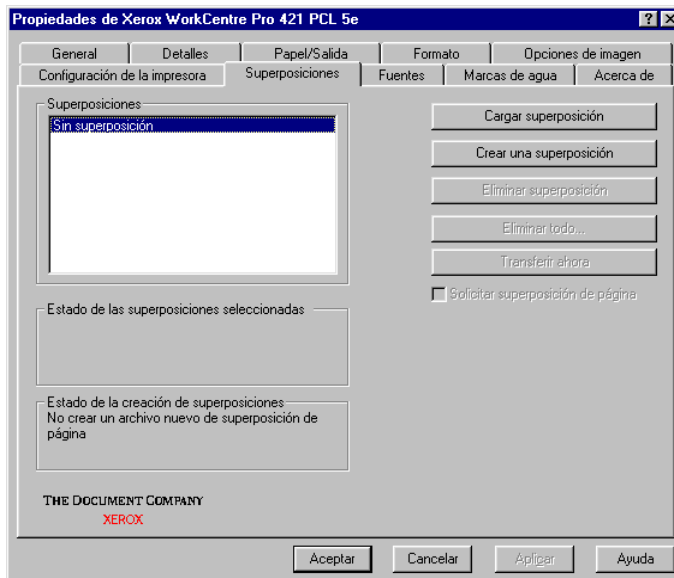 Propiedades de Xerox WorkCentre Pro 421 PCL 5e
General Detalles Papel/Salida Formato Opciones de imagen
Configuración de la impresora Superposiciones Fuentes Marcas de agua Acerca de
Superposiciones
Sin superposición
Cargar superposición
Crear una superposición
Eliminar superposición
Eliminar todo...
Transferir ahora
Solicitar superposición de página
Estado de las superposiciones seleccionadas
Estado de la creación de superposiciones
No crear un archivo nuevo de superposición de
página
THE DOCUMENT COMPANY
XEROX
Aceptar Cancelar Aplicar Ayuda